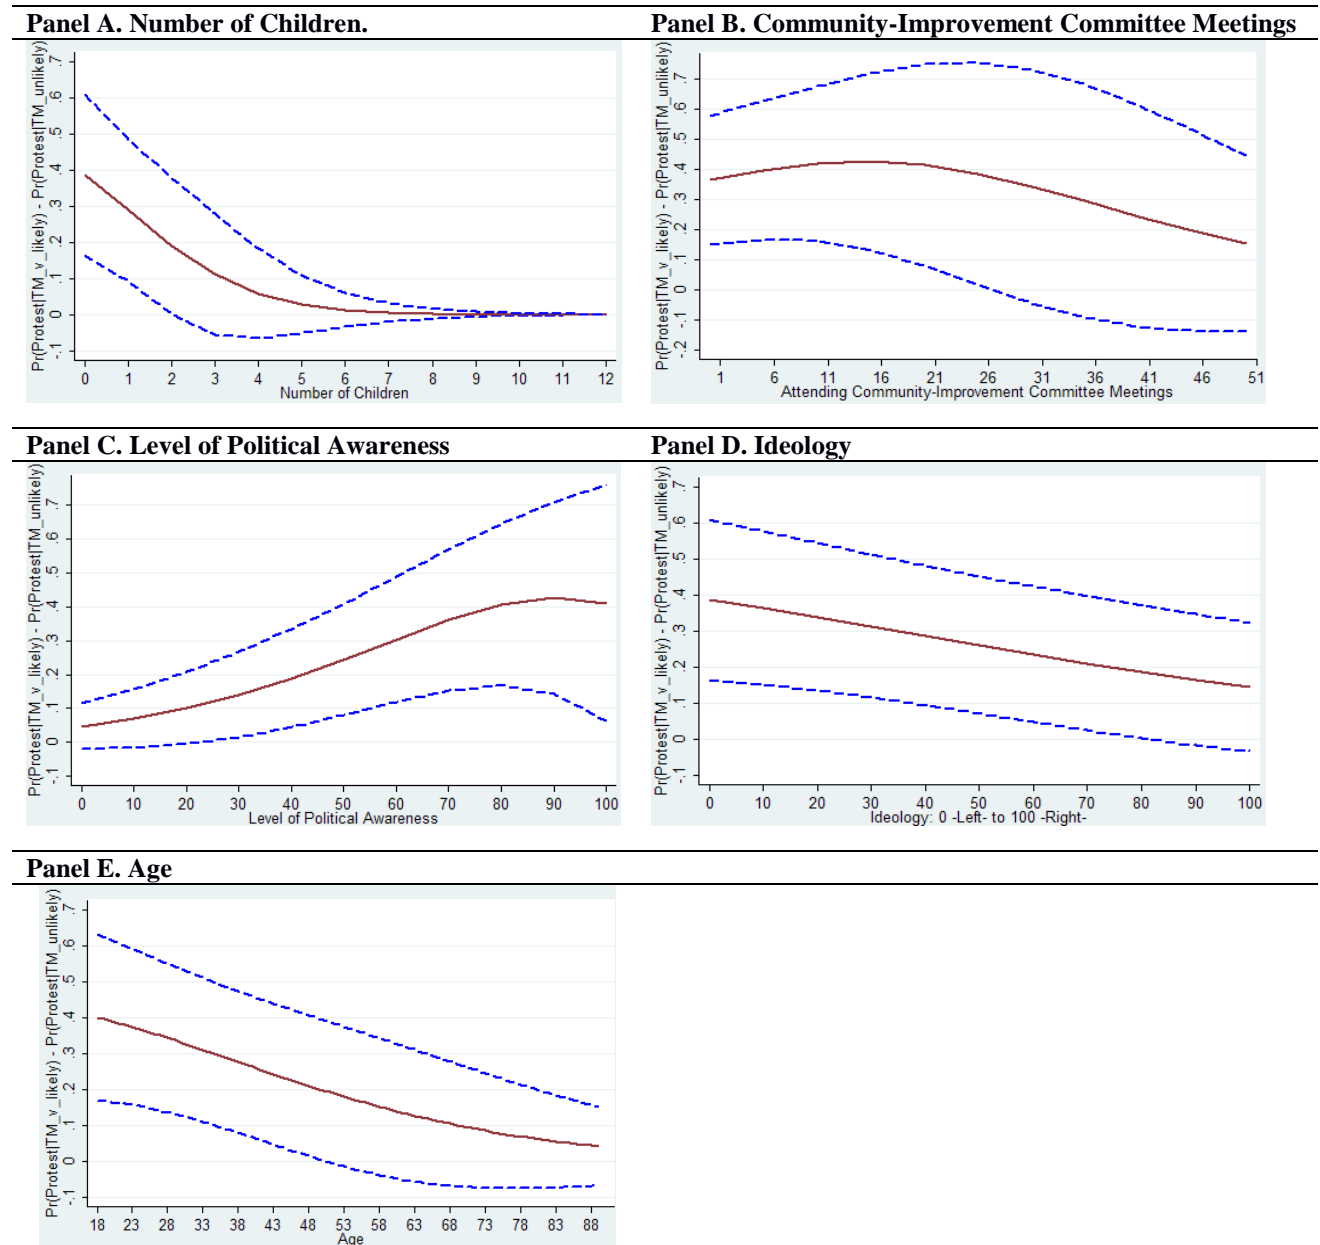 Panel A. Number of Children.
Pr(Protest|TM_v_likely) - Pr(Protest|TM_unlikely)
.7
.6
.5
.4
.3
.2
.1
0
-.1
0 1 2 3 4 5 6 7 8 9 10 11 12
Number of Children
Panel B. Community-Improvement Committee Meetings
Pr(Protest|TM_v_likely) - Pr(Protest|TM_unlikely)
.7
.6
.5
.4
.3
.2
.1
0
-.1
-.2
1 6 11 16 21 26 31 36 41 46 51
Attending Community-Improvement Committee Meetings
Panel C. Level of Political Awareness
Pr(Protest|TM_v_likely) - Pr(Protest|TM_unlikely)
.7
.6
.5
.4
.3
.2
.1
0
-.1
0 10 20 30 40 50 60 70 80 90 100
Level of Political Awareness
Panel D. Ideology
Pr(Protest|TM_v_likely) - Pr(Protest|TM_unlikely)
.7
.6
.5
.4
.3
.2
.1
0
-.1
0 10 20 30 40 50 60 70 80 90 100
Ideology: 0 -Left- to 100 -Right-
Panel E. Age
Pr(Protest|TM_v_likely) - Pr(Protest|TM_unlikely)
.7
.6
.5
.4
.3
.2
.1
0
-.1
18 23 28 33 38 43 48 53 58 63 68 73 78 83 88
Age